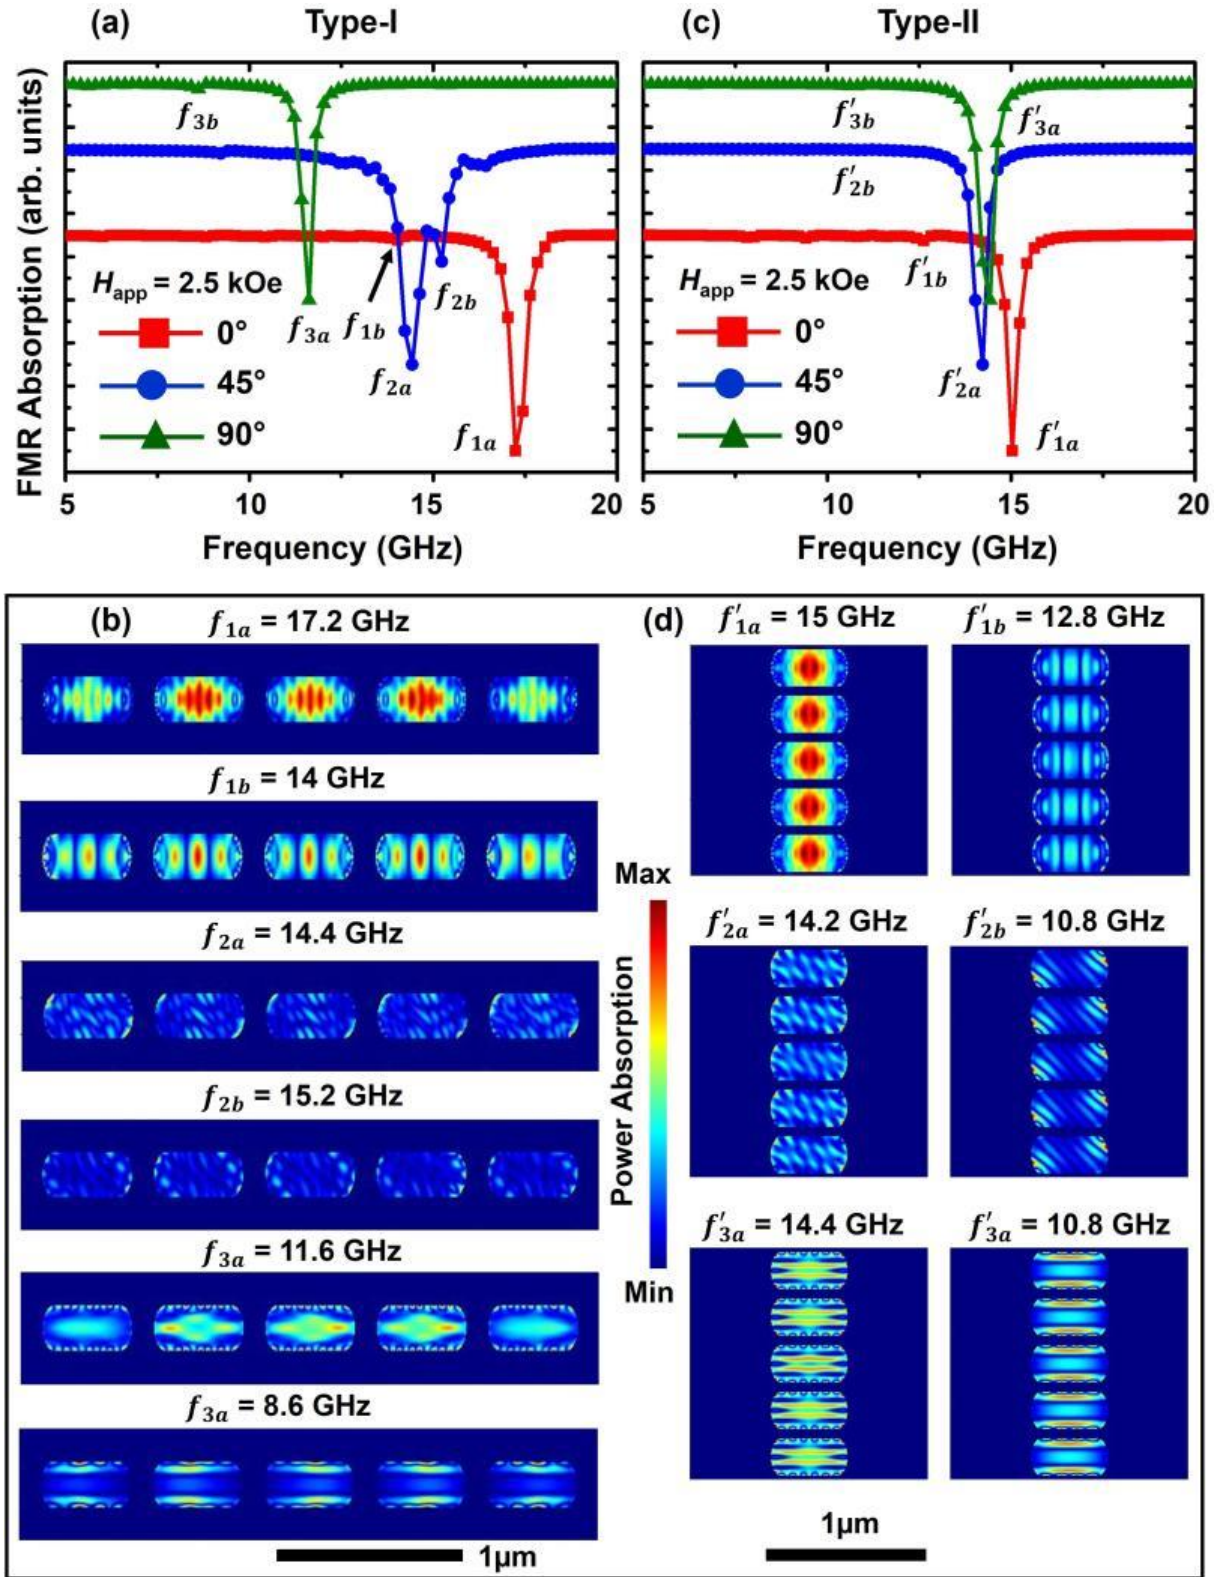 (a) Type-I
FMR Absorption (arb. units)
f3b
H_app = 2.5 kOe
0°
45°
90°
f3a f1b f2b
f2a
f1a
5 10 15 20
Frequency (GHz)
(c) Type-II
f′3b f′3a
f′2b
f′1b
H_app = 2.5 kOe
0°
45°
90°
f′2a
f′1a
5 10 15 20
Frequency (GHz)
(b) f1a = 17.2 GHz
f1b = 14 GHz
f2a = 14.4 GHz
f2b = 15.2 GHz
f3a = 11.6 GHz
f3a = 8.6 GHz
1µm
Max
Power Absorption
Min
(d) f′1a = 15 GHz f′1b = 12.8 GHz
f′2a = 14.2 GHz f′2b = 10.8 GHz
f′3a = 14.4 GHz f′3a = 10.8 GHz
1µm